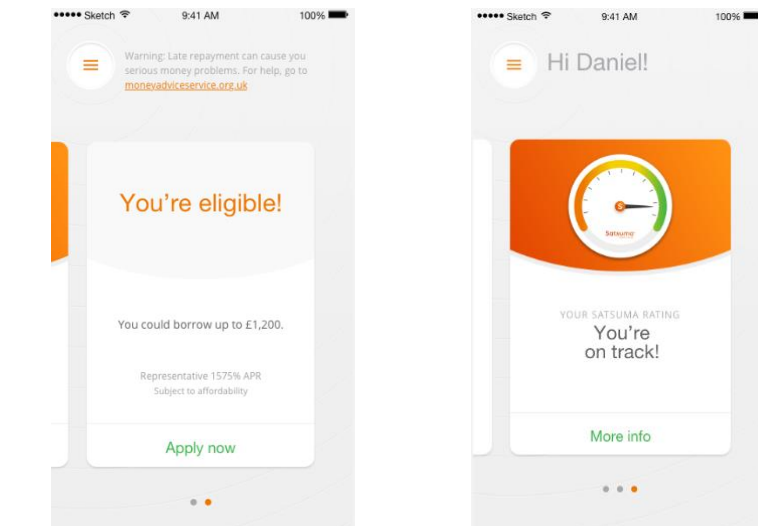 Sketch 9:41 AM 100%
Warning: Late repayment can cause you
serious money problems. For help, go to
moneyadviceservice.org.uk
You're eligible!
You could borrow up to £1,200.
Representative 1575% APR
Subject to affordability
Apply now
Sketch 9:41 AM 100%
Hi Daniel!
S
Satsuma
YOUR SATSUMA RATING
You're
on track!
More info